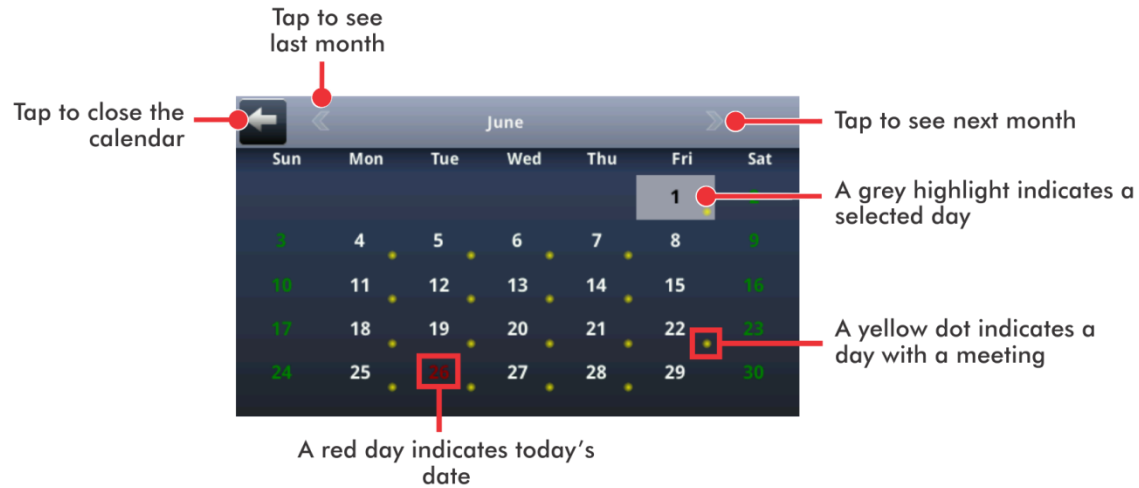 Tap to see
last month
Tap to close the
calendar
June
Tap to see next month
Sun Mon Tue Wed Thu Fri Sat
1 2
A grey highlight indicates a
selected day
3 4 5 6 7 8 9
10 11 12 13 14 15 16
17 18 19 20 21 22 23
A yellow dot indicates a
day with a meeting
24 25 26 27 28 29 30
A red day indicates today's
date